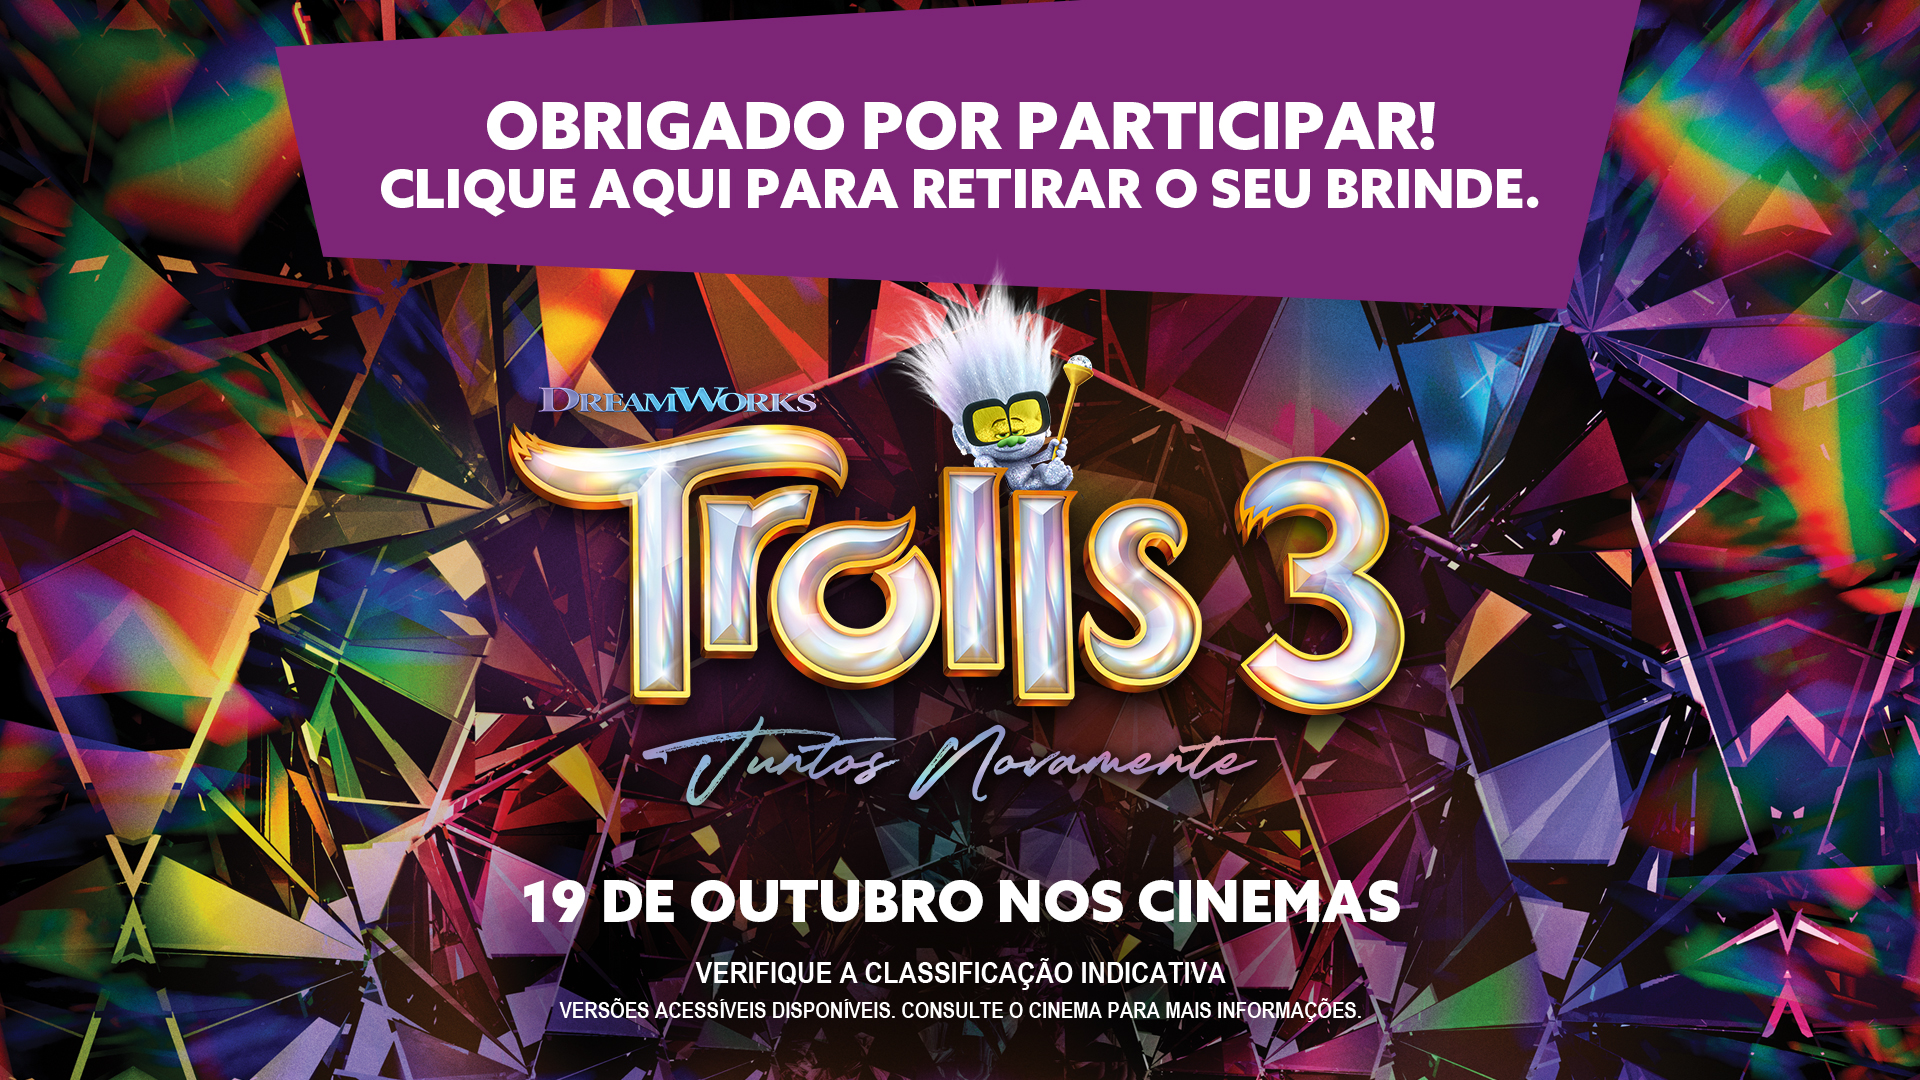 OBRIGADO POR PARTICIPAR!
CLIQUE AQUI PARA RETIRAR O SEU BRINDE.
DREAMWORKS
Trolls 3
Juntos Novamente
19 DE OUTUBRO NOS CINEMAS
VERIFIQUE A CLASSIFICAÇÃO INDICATIVA
VERSÕES ACESSÍVEIS DISPONÍVEIS. CONSULTE O CINEMA PARA MAIS INFORMAÇÕES.